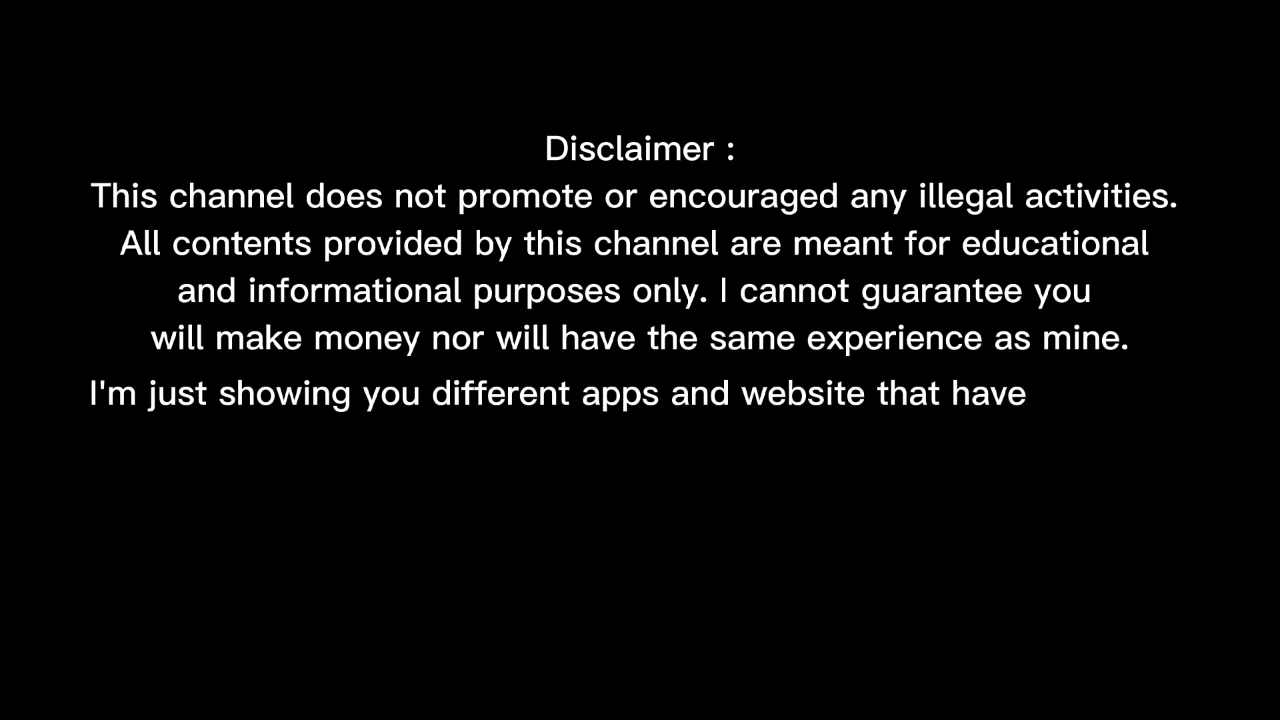 Disclaimer :
This channel does not promote or encouraged any illegal activities.
All contents provided by this channel are meant for educational
and informational purposes only. I cannot guarantee you
will make money nor will have the same experience as mine.
I'm just showing you different apps and website that have